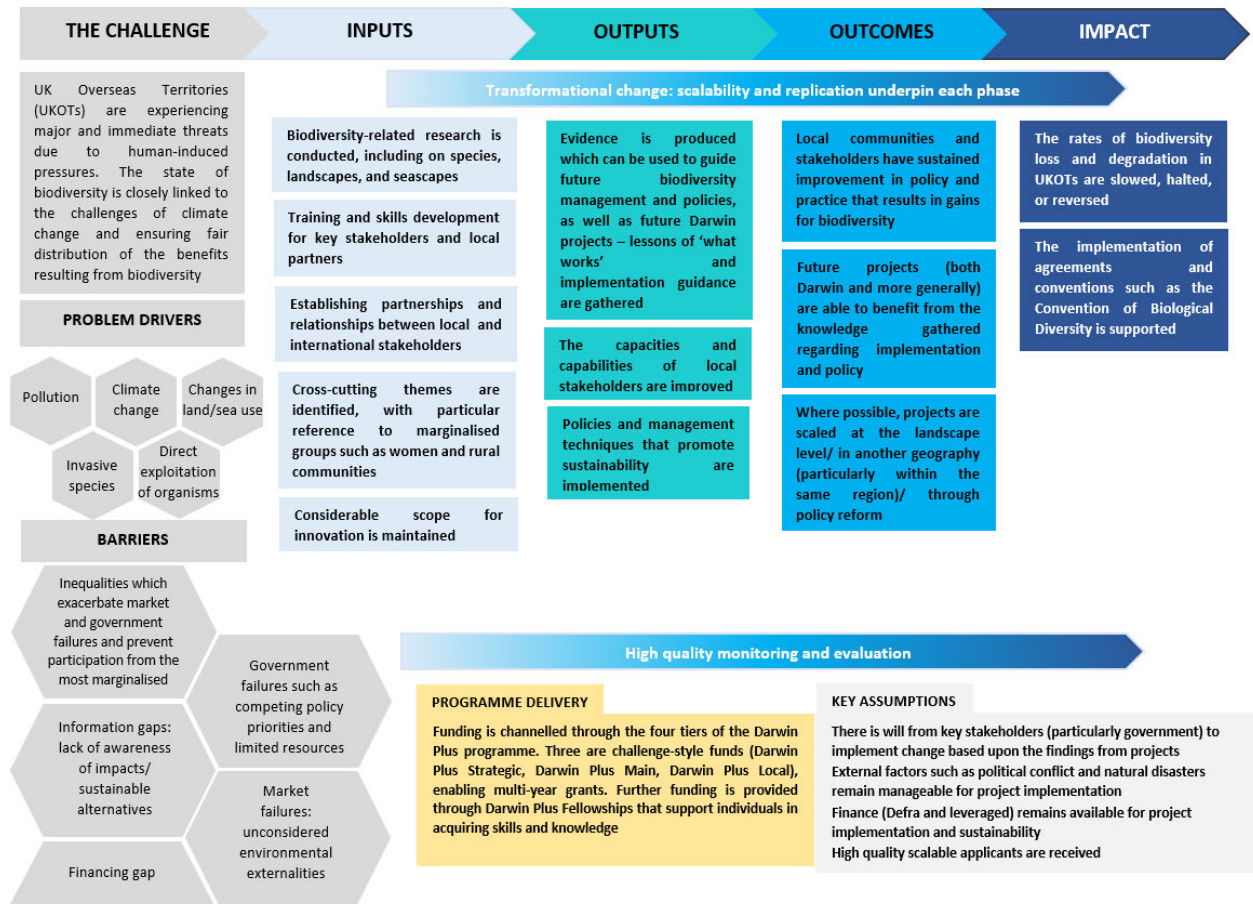 THE CHALLENGE
INPUTS
OUTPUTS
OUTCOMES
IMPACT
UK Overseas Territories
(UKOTs) are experiencing
major and immediate threats
due to human-induced
pressures. The state of
biodiversity is closely linked to
the challenges of climate
change and ensuring fair
distribution of the benefits
resulting from biodiversity
PROBLEM DRIVERS
Pollution
Climate
change
Changes in
land/sea use
Invasive
species
Direct
exploitation
of organisms
BARRIERS
Inequalities which
exacerbate market
and government
failures and prevent
participation from the
most marginalised
Government
failures such as
competing policy
priorities and
limited resources
Information gaps:
lack of awareness
of impacts/
sustainable
alternatives
Market
failures:
unconsidered
environmental
externalities
Financing gap
Transformational change: scalability and replication underpin each phase
Biodiversity-related research is
conducted, including on species,
landscapes, and seascapes
Training and skills development
for key stakeholders and local
partners
Establishing partnerships and
relationships between local and
international stakeholders
Cross-cutting themes are
identified, with particular
reference to marginalised
groups such as women and rural
communities
Considerable scope for
innovation is maintained
Evidence is produced
which can be used to guide
future biodiversity
management and policies,
as well as future Darwin
projects – lessons of ‘what
works’ and
implementation guidance
are gathered
The capacities and
capabilities of local
stakeholders are improved
Policies and management
techniques that promote
sustainability are
implemented
Local communities and
stakeholders have sustained
improvement in policy and
practice that results in gains
for biodiversity
Future projects (both
Darwin and more generally)
are able to benefit from the
knowledge gathered
regarding implementation
and policy
Where possible, projects are
scaled at the landscape
level/ in another geography
(particularly within the
same region)/ through
policy reform
The rates of biodiversity
loss and degradation in
UKOTs are slowed, halted,
or reversed
The implementation of
agreements and
conventions such as the
Convention of Biological
Diversity is supported
High quality monitoring and evaluation
PROGRAMME DELIVERY
Funding is channelled through the four tiers of the Darwin
Plus programme. Three are challenge-style funds (Darwin
Plus Strategic, Darwin Plus Main, Darwin Plus Local),
enabling multi-year grants. Further funding is provided
through Darwin Plus Fellowships that support individuals in
acquiring skills and knowledge
KEY ASSUMPTIONS
There is will from key stakeholders (particularly government) to
implement change based upon the findings from projects
External factors such as political conflict and natural disasters
remain manageable for project implementation
Finance (Defra and leveraged) remains available for project
implementation and sustainability
High quality scalable applicants are received